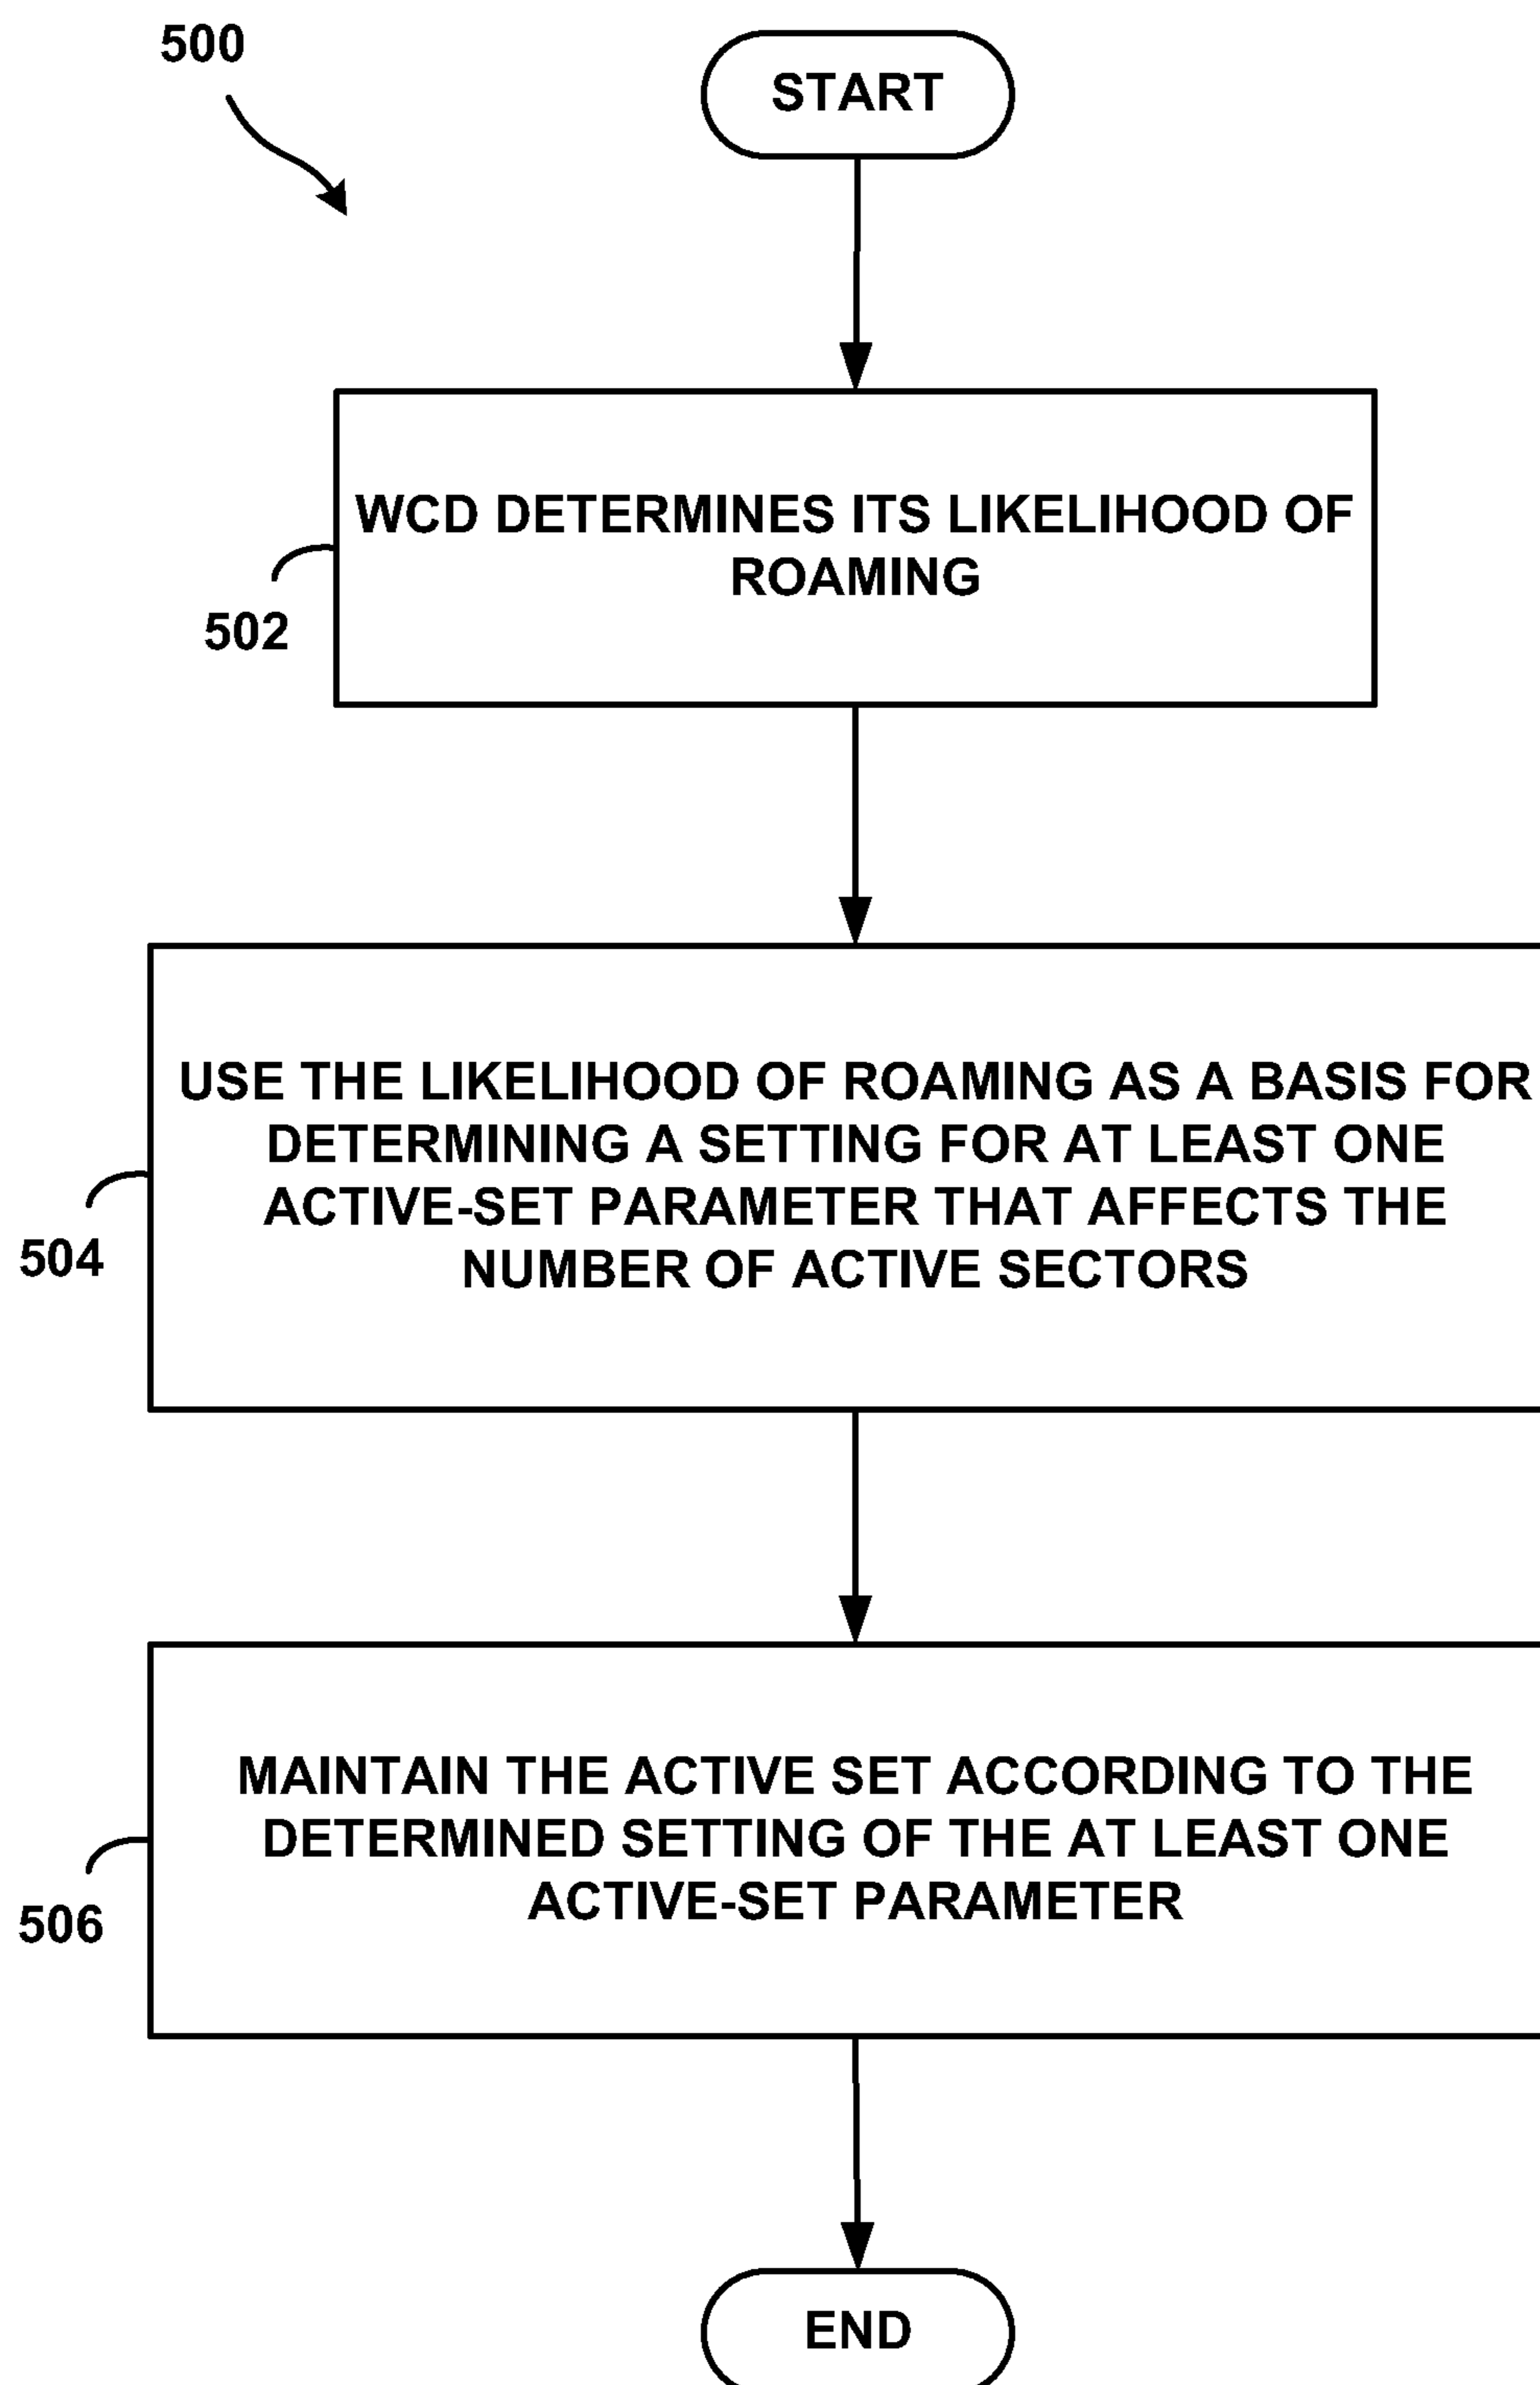 500
START
WCD DETERMINES ITS LIKELIHOOD OF
ROAMING
502
USE THE LIKELIHOOD OF ROAMING AS A BASIS FOR
DETERMINING A SETTING FOR AT LEAST ONE
ACTIVE-SET PARAMETER THAT AFFECTS THE
NUMBER OF ACTIVE SECTORS
504
MAINTAIN THE ACTIVE SET ACCORDING TO THE
DETERMINED SETTING OF THE AT LEAST ONE
ACTIVE-SET PARAMETER
506
END